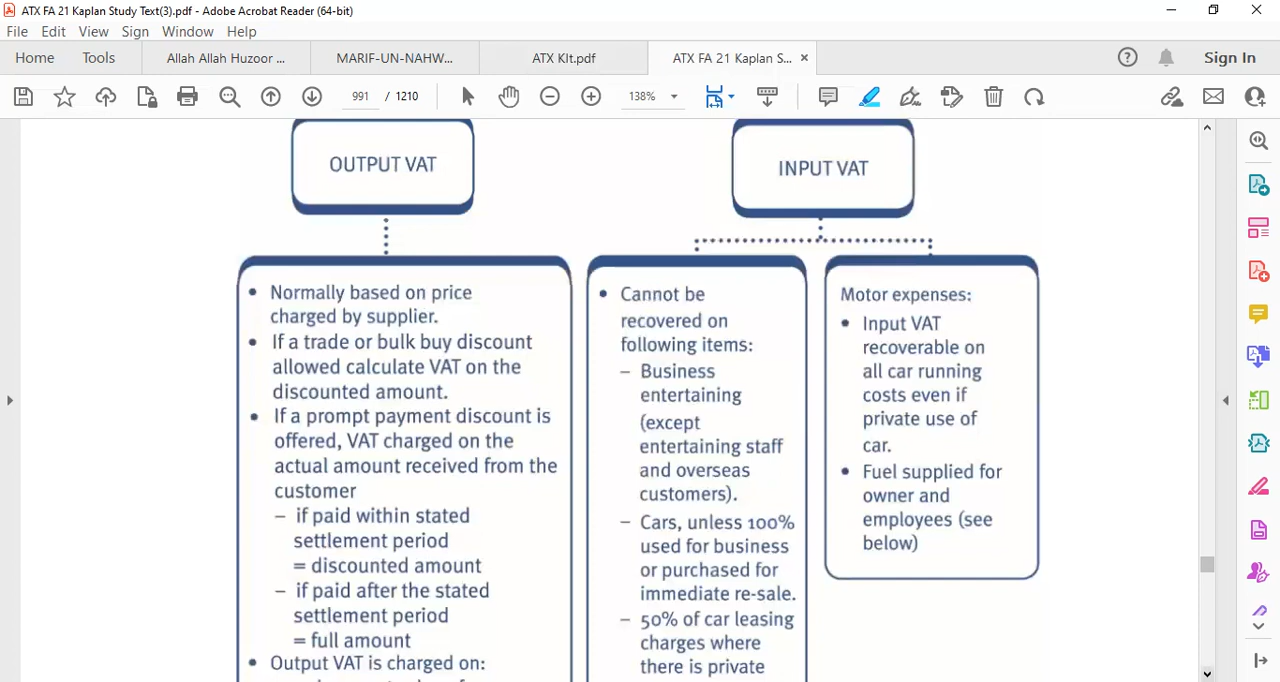 ATX FA 21 Kaplan Study Text(3).pdf - Adobe Acrobat Reader (64-bit)
File Edit View Sign Window Help
Home Tools Allah Allah Huzoor ... MARIF-UN-NAHW... ATX KIt.pdf ATX FA 21 Kaplan S... × Sign In
991 / 1210 138%
OUTPUT VAT
INPUT VAT
• Normally based on price
charged by supplier.
• If a trade or bulk buy discount
allowed calculate VAT on the
discounted amount.
• If a prompt payment discount is
offered, VAT charged on the
actual amount received from the
customer
– if paid within stated
settlement period
= discounted amount
– if paid after the stated
settlement period
= full amount
• Output VAT is charged on:
• Cannot be
recovered on
following items:
– Business
entertaining
(except
entertaining staff
and overseas
customers).
– Cars, unless 100%
used for business
or purchased for
immediate re-sale.
– 50% of car leasing
charges where
there is private
Motor expenses:
• Input VAT
recoverable on
all car running
costs even if
private use of
car.
• Fuel supplied for
owner and
employees (see
below)